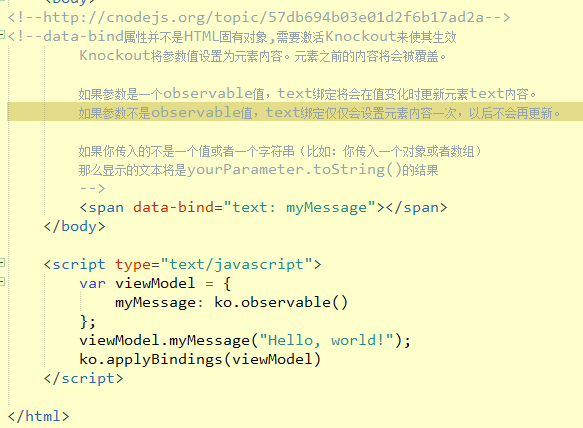 <body>
<!--http://cnodejs.org/topic/57db694b03e01d2f6b17ad2a-->
<!--data-bind属性并不是HTML固有对象,需要激活Knockout来使其生效
Knockout将参数值设置为元素内容。元素之前的内容将会被覆盖。
如果参数是一个observable值，text绑定将会在值变化时更新元素text内容。
如果参数不是observable值，text绑定仅仅会设置元素内容一次，以后不会再更新。
如果你传入的不是一个值或者一个字符串（比如：你传入一个对象或者数组）
那么显示的文本将是yourParameter.toString()的结果
-->
<span data-bind="text: myMessage"></span>
</body>
<script type="text/javascript">
var viewModel = {
myMessage: ko.observable()
};
viewModel.myMessage("Hello, world!");
ko.applyBindings(viewModel)
</script>
</html>